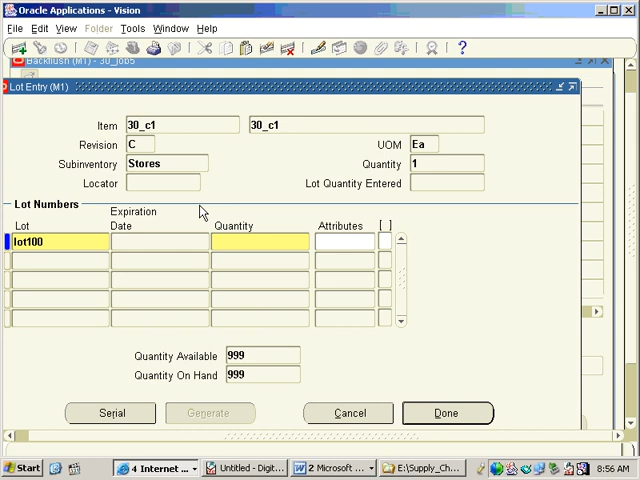 Oracle Applications - Vision
File Edit View Folder Tools Window Help
Backflush (M1) - 30_job5
Lot Entry (M1)
Item 30_c1 30_c1
Revision C UOM Ea
Subinventory Stores Quantity 1
Locator Lot Quantity Entered
Lot Numbers
Expiration
Lot Date Quantity Attributes [ ]
lot100
Quantity Available 999
Quantity On Hand 999
Serial Generate Cancel Done
Start 4 Internet ... Untitled - Digit... 2 Microsoft ... E:\Supply_Ch... 8:56 AM